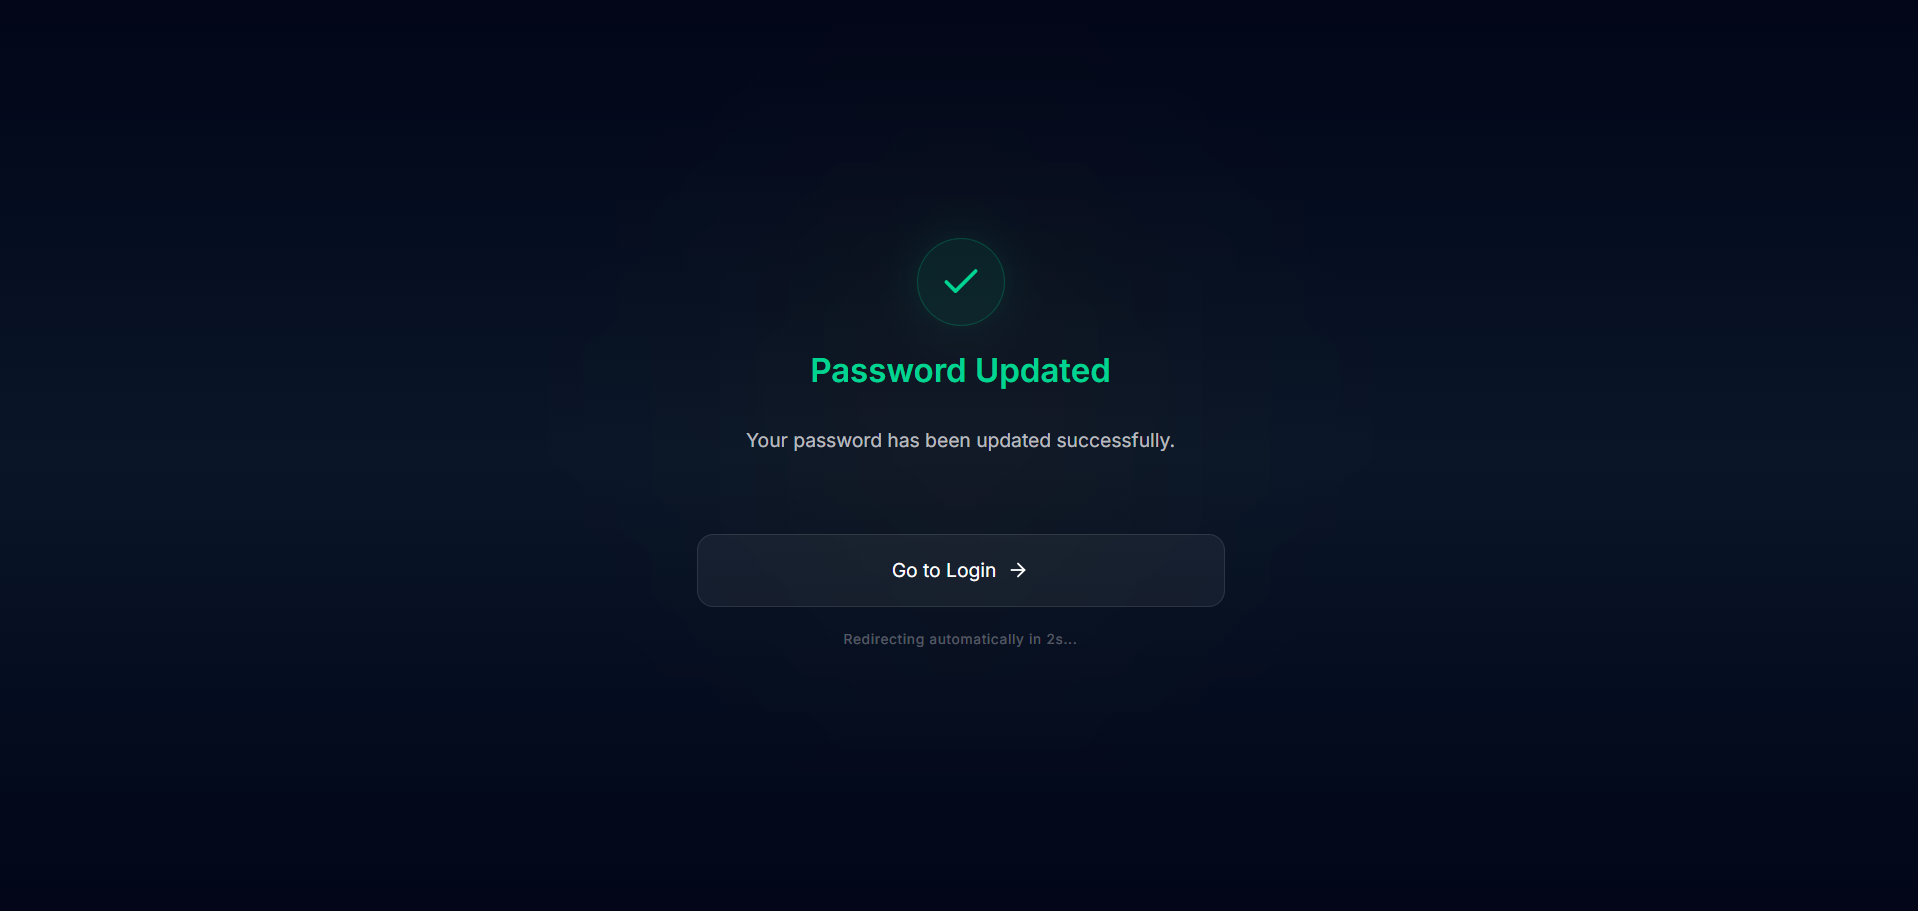 Password Updated
Your password has been updated successfully.
Go to Login →
Redirecting automatically in 2s...